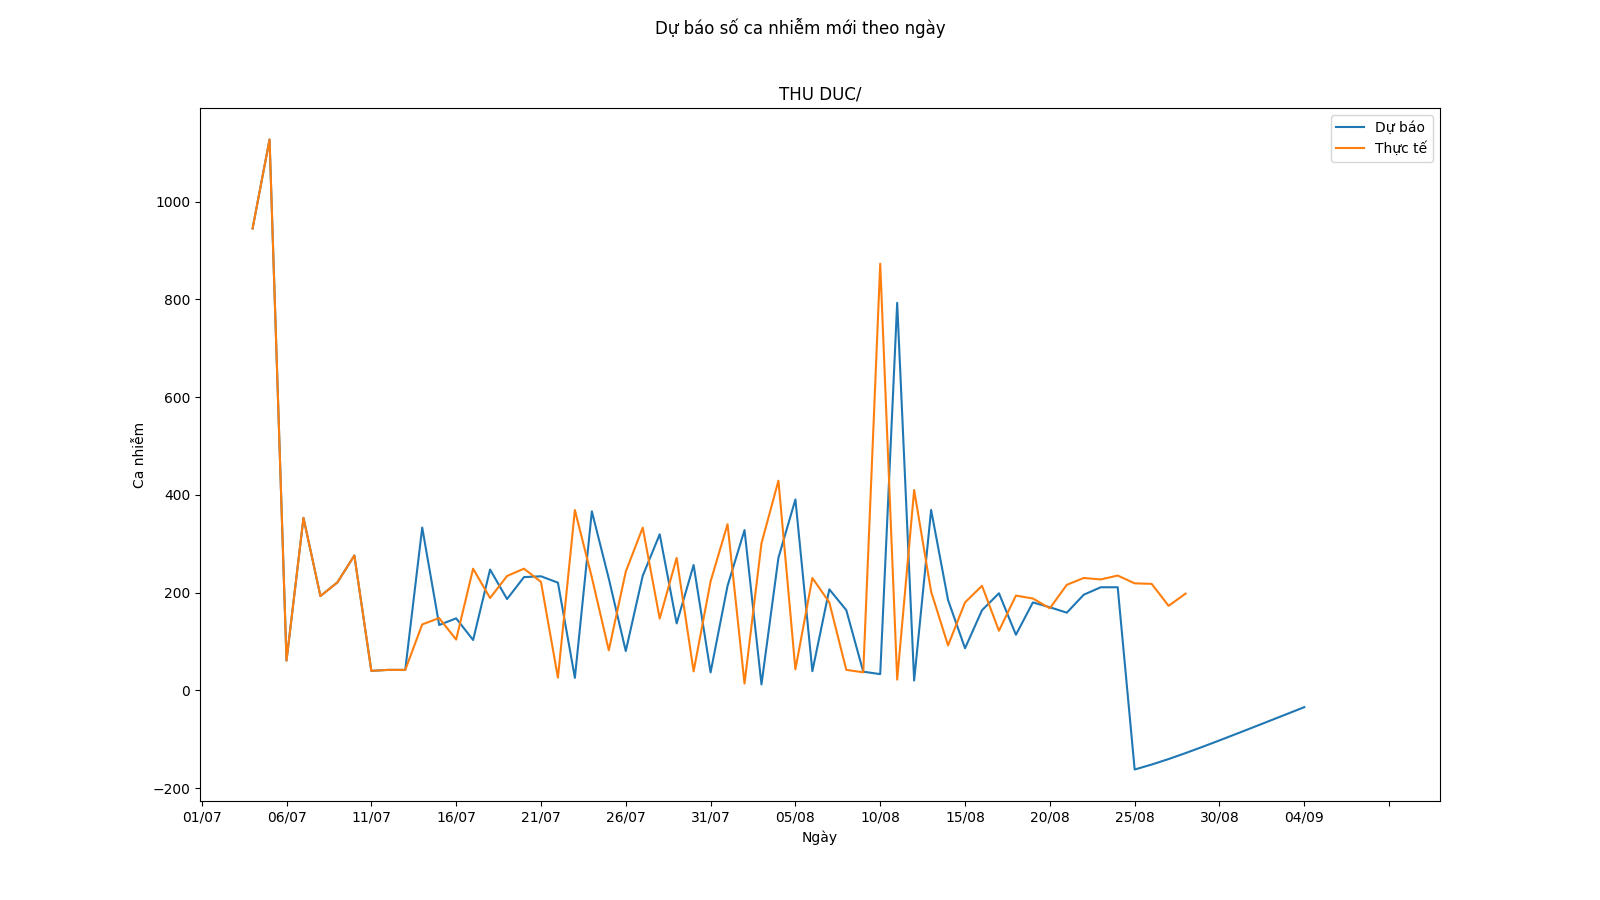 Dự báo số ca nhiễm mới theo ngày
THU DUC/
Dự báo
Thực tế
Ca nhiễm
1000
800
600
400
200
0
−200
01/07 06/07 11/07 16/07 21/07 26/07 31/07 05/08 10/08 15/08 20/08 25/08 30/08 04/09
Ngày